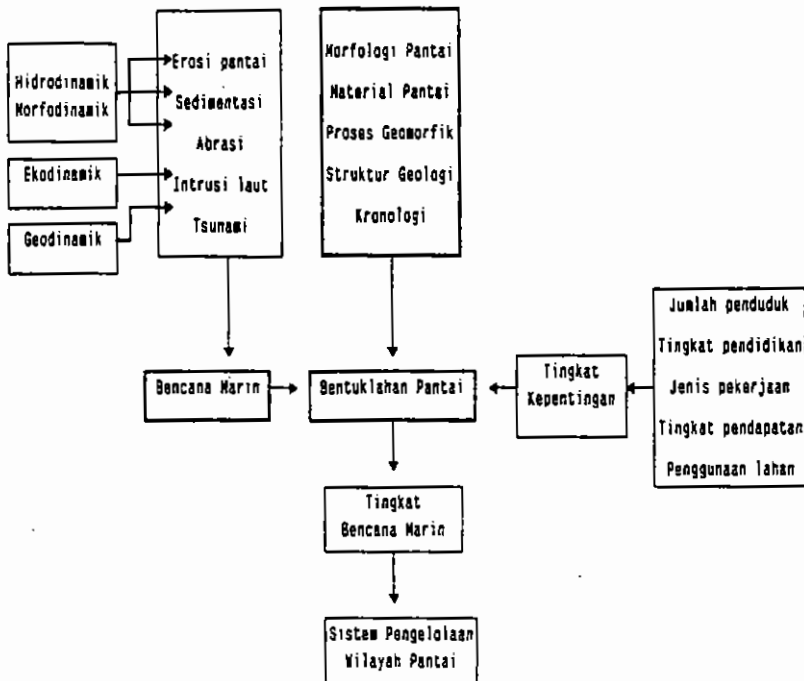 Hidrodinamik
Morfodinamik
Ekodinamik
Geodinamik
Erosi pantai
Sedimentasi
Abrasi
Intrusi laut
Tsunami
Morfologi Pantai
Material Pantai
Proses Geomorfik
Struktur Geologi
Kronologi
Jumlah penduduk
Tingkat pendidikan
Jenis pekerjaan
Tingkat pendapatan
Penggunaan lahan
Bencana Marin
Bentuklahan Pantai
Tingkat
Kepentingan
Tingkat
Bencana Marin
Sistem Pengelolaan
Wilayah Pantai